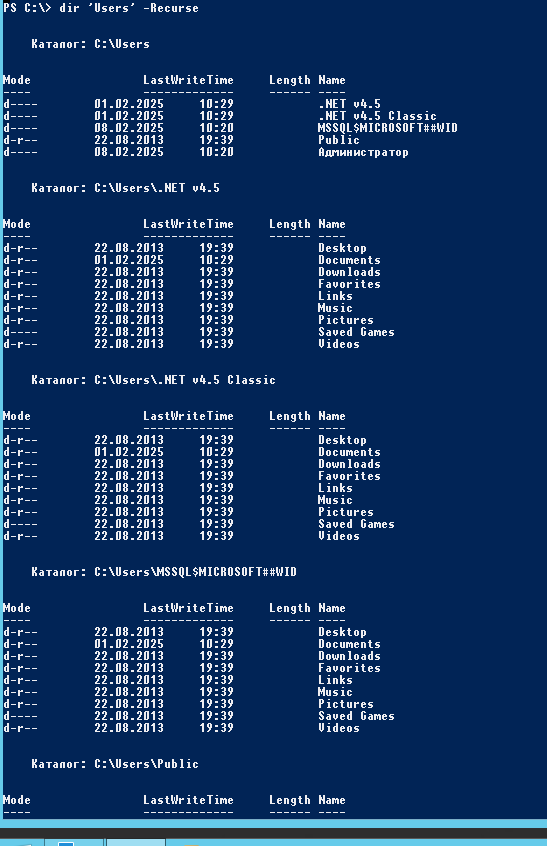 PS C:\> dir 'Users' -Recurse
Каталог: C:\Users
Mode LastWriteTime Length Name
---- ------------- ------ ----
d---- 01.02.2025 10:29 .NET v4.5
d---- 01.02.2025 10:29 .NET v4.5 Classic
d---- 08.02.2025 10:20 MSSQL$MICROSOFT##WID
d-r-- 22.08.2013 19:39 Public
d---- 08.02.2025 10:20 Администратор
Каталог: C:\Users\.NET v4.5
Mode LastWriteTime Length Name
---- ------------- ------ ----
d-r-- 22.08.2013 19:39 Desktop
d-r-- 01.02.2025 10:29 Documents
d-r-- 22.08.2013 19:39 Downloads
d-r-- 22.08.2013 19:39 Favorites
d-r-- 22.08.2013 19:39 Links
d-r-- 22.08.2013 19:39 Music
d-r-- 22.08.2013 19:39 Pictures
d---- 22.08.2013 19:39 Saved Games
d-r-- 22.08.2013 19:39 Videos
Каталог: C:\Users\.NET v4.5 Classic
Mode LastWriteTime Length Name
---- ------------- ------ ----
d-r-- 22.08.2013 19:39 Desktop
d-r-- 01.02.2025 10:29 Documents
d-r-- 22.08.2013 19:39 Downloads
d-r-- 22.08.2013 19:39 Favorites
d-r-- 22.08.2013 19:39 Links
d-r-- 22.08.2013 19:39 Music
d-r-- 22.08.2013 19:39 Pictures
d---- 22.08.2013 19:39 Saved Games
d-r-- 22.08.2013 19:39 Videos
Каталог: C:\Users\MSSQL$MICROSOFT##WID
Mode LastWriteTime Length Name
---- ------------- ------ ----
d-r-- 22.08.2013 19:39 Desktop
d-r-- 01.02.2025 10:29 Documents
d-r-- 22.08.2013 19:39 Downloads
d-r-- 22.08.2013 19:39 Favorites
d-r-- 22.08.2013 19:39 Links
d-r-- 22.08.2013 19:39 Music
d-r-- 22.08.2013 19:39 Pictures
d---- 22.08.2013 19:39 Saved Games
d-r-- 22.08.2013 19:39 Videos
Каталог: C:\Users\Public
Mode LastWriteTime Length Name
---- ------------- ------ ----